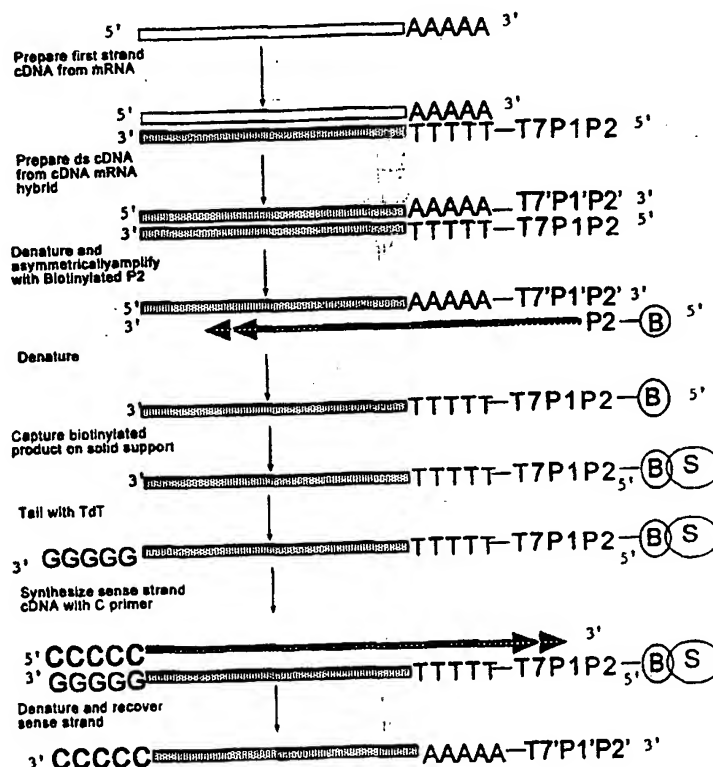 5' AAAAA 3'
Prepare first strand
cDNA from mRNA
5' AAAAA 3'
3' TTTTT—T7P1P2 5'
Prepare ds cDNA
from cDNA mRNA
hybrid
5' AAAAA—T7'P1'P2' 3'
3' TTTTT—T7P1P2 5'
Denature and
asymmetricallyamplify
with Biotinylated P2
5' AAAAA—T7'P1'P2' 3'
3' P2—B 5'
Denature
3' TTTTT—T7P1P2—B 5'
Capture biotinylated
product on solid support
3' TTTTT—T7P1P2—B S
5'
Tail with TdT
3' GGGGG TTTTT—T7P1P2—B S
5'
Synthesize sense strand
cDNA with C primer
5' CCCCC 3'
3' GGGGG TTTTT—T7P1P2—B S
5'
Denature and recover
sense strand
3' CCCCC AAAAA—T7'P1'P2' 3'